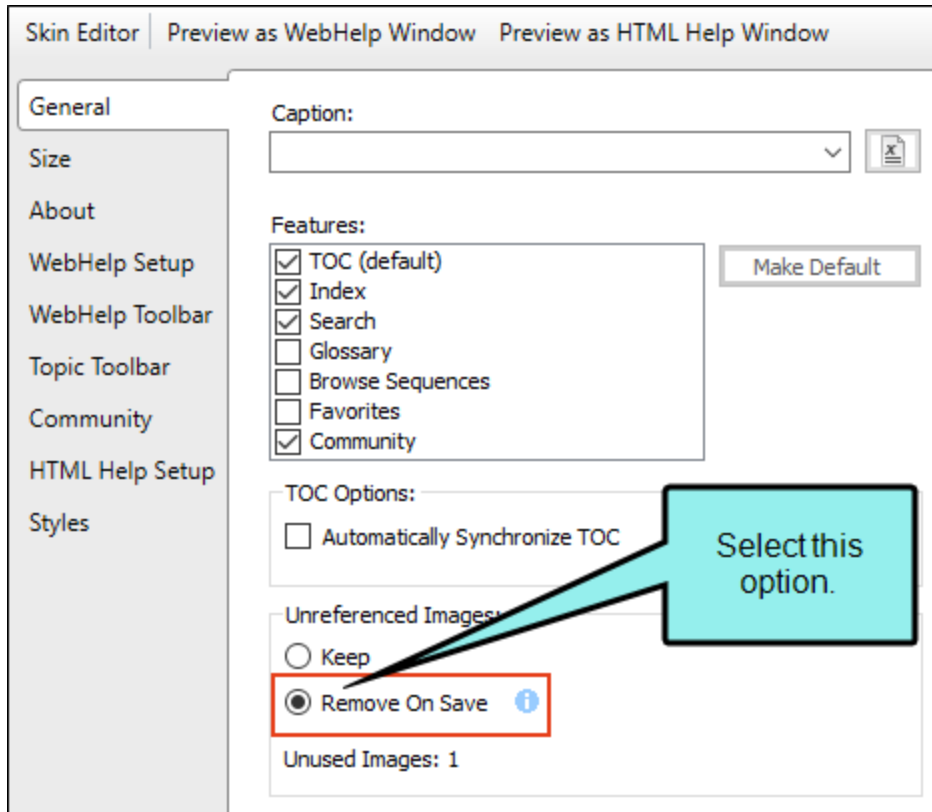 Skin Editor Preview as WebHelp Window Preview as HTML Help Window
General
Size
About
WebHelp Setup
WebHelp Toolbar
Topic Toolbar
Community
HTML Help Setup
Styles
Caption:
Features:
TOC (default)
Index
Search
Glossary
Browse Sequences
Favorites
Community
Make Default
TOC Options:
Automatically Synchronize TOC
Select this
option.
Unreferenced Images:
Keep
Remove On Save
Unused Images: 1